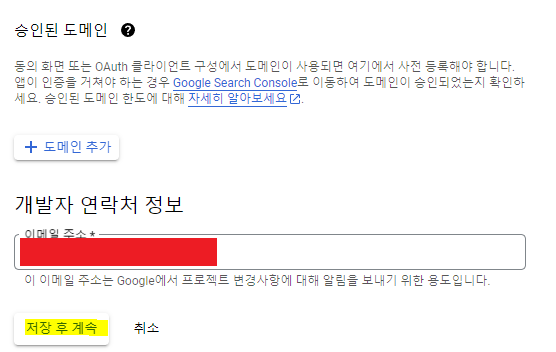 승인된 도메인
동의 화면 또는 OAuth 클라이언트 구성에서 도메인이 사용되면 여기에서 사전 등록해야 합니다.
앱이 인증을 거쳐야 하는 경우 Google Search Console로 이동하여 도메인이 승인되었는지 확인하
세요. 승인된 도메인 한도에 대해 자세히 알아보세요.
도메인 추가
개발자 연락처 정보
이메일 주소 *
이 이메일 주소는 Google에서 프로젝트 변경사항에 대해 알림을 보내기 위한 용도입니다.
저장 후 계속 취소